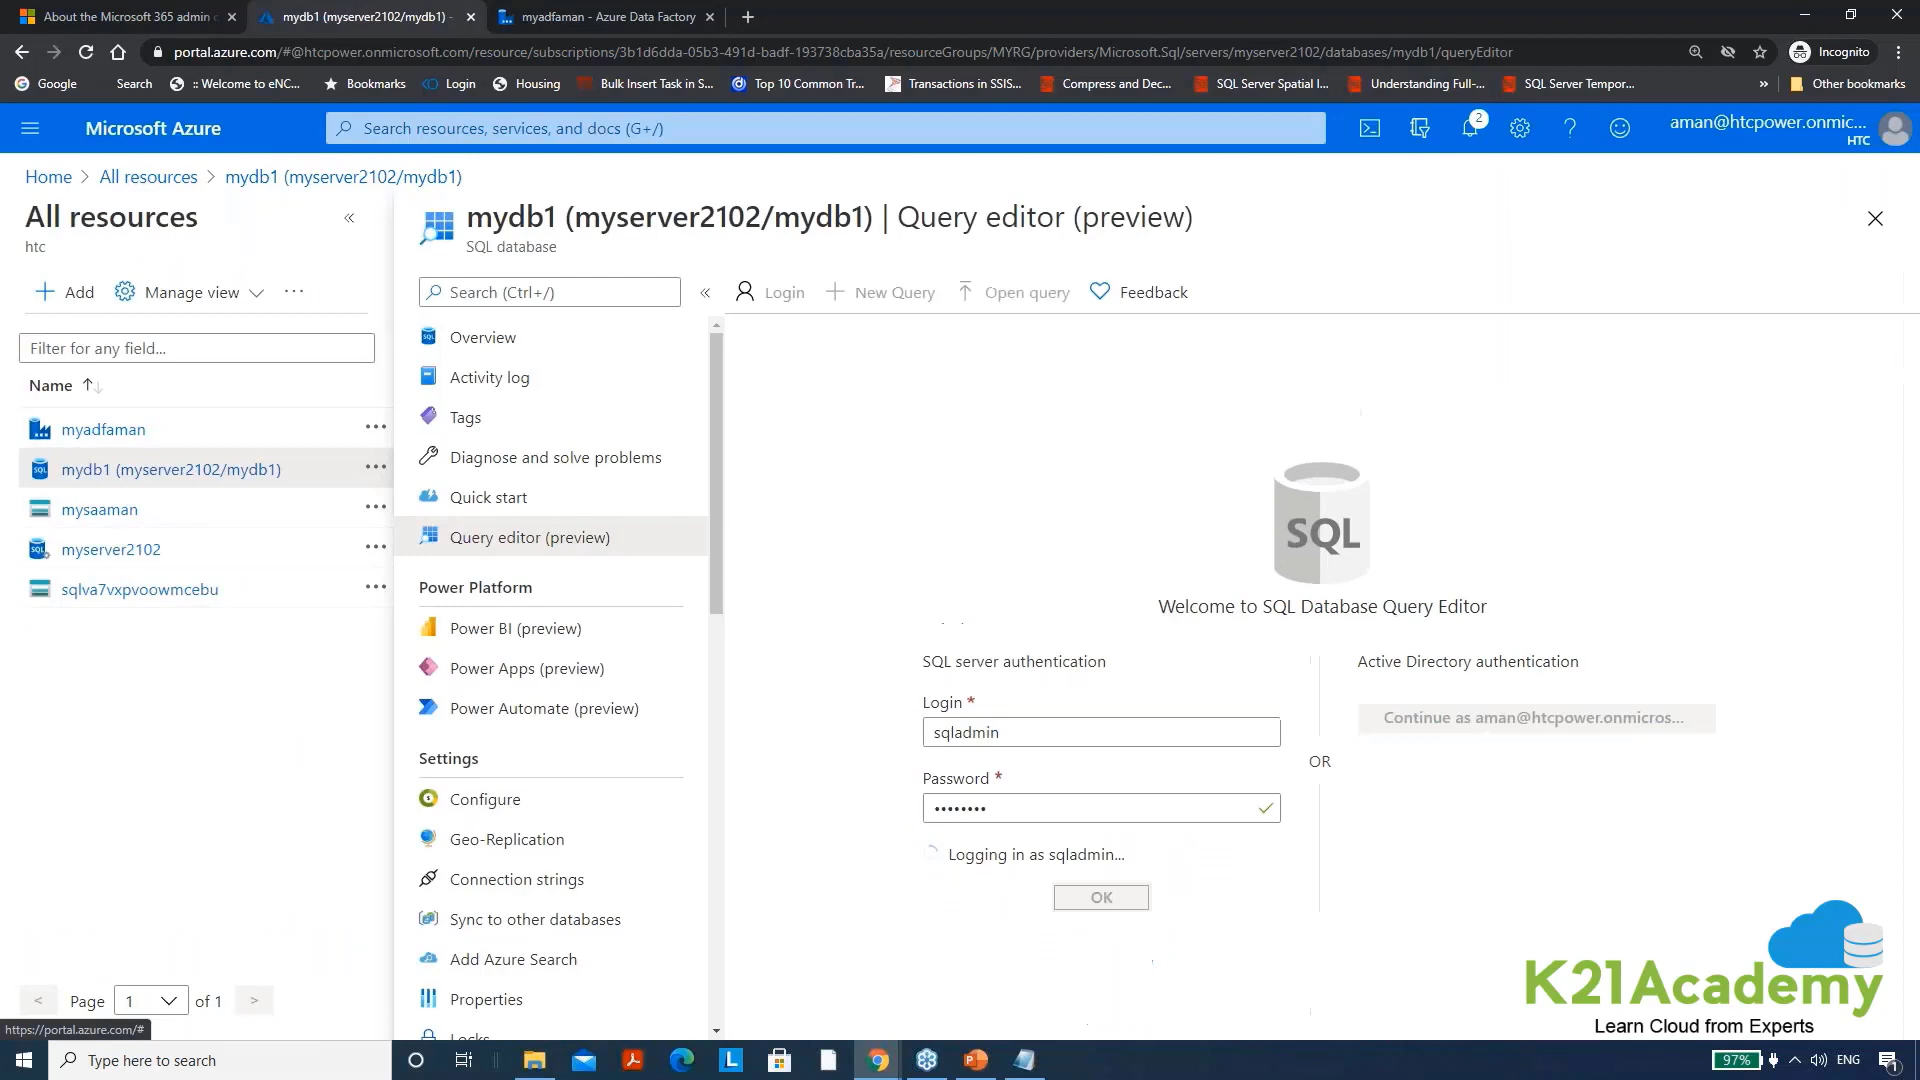 About the Microsoft 365 admin c
mydb1 (myserver2102/mydb1) -
myadfaman - Azure Data Factory
portal.azure.com/#@htcpower.onmicrosoft.com/resource/subscriptions/3b1d6dda-05b3-491d-badf-193738cba35a/resourceGroups/MYRG/providers/Microsoft.Sql/servers/myserver2102/databases/mydb1/queryEditor
Incognito
Google
Search
:: Welcome to eNC...
Bookmarks
Login
Housing
Bulk Insert Task in S...
Top 10 Common Tr...
Transactions in SSIS...
Compress and Dec...
SQL Server Spatial I...
Understanding Full-...
SQL Server Tempor...
»
Other bookmarks
Microsoft Azure
Search resources, services, and docs (G+/)
2
aman@htcpower.onmic...
HTC
Home > All resources > mydb1 (myserver2102/mydb1)
All resources
«
htc
Add
Manage view
...
Filter for any field...
Name
myadfaman
mydb1 (myserver2102/mydb1)
mysaaman
myserver2102
sqlva7vxpvoowmcebu
< Page 1 of 1 >
https://portal.azure.com/#
mydb1 (myserver2102/mydb1) | Query editor (preview)
SQL database
Search (Ctrl+/)
«
Overview
Activity log
Tags
Diagnose and solve problems
Quick start
Query editor (preview)
Power Platform
Power BI (preview)
Power Apps (preview)
Power Automate (preview)
Settings
Configure
Geo-Replication
Connection strings
Sync to other databases
Add Azure Search
Properties
Locks
Login
New Query
Open query
Feedback
SQL
Welcome to SQL Database Query Editor
SQL server authentication
Login *
sqladmin
Password *
••••••••
Logging in as sqladmin...
OK
OR
Active Directory authentication
Continue as aman@htcpower.onmicros...
K21Academy
Learn Cloud from Experts
Type here to search
97%
ENG
1